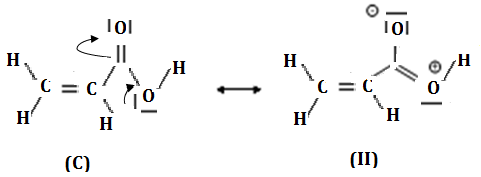 |O|
H H
C = C O
H H
(C)
|O|
H ⊕ H
C = C O
H H
(II)